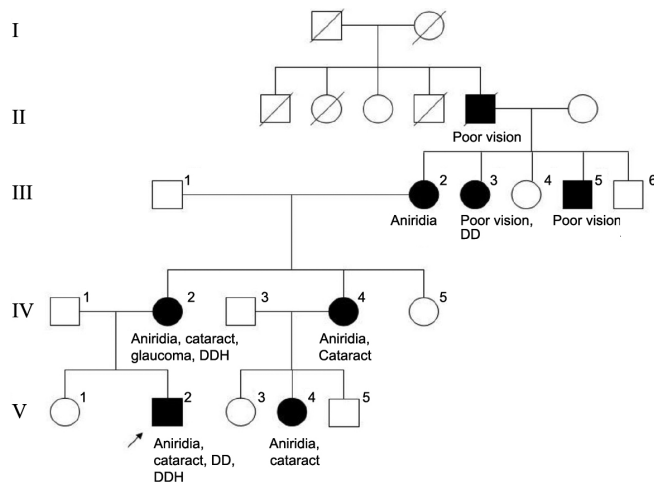 I
II
Poor vision
III
1
2
3
4
5
6
Aniridia
Poor vision,
DD
Poor vision
IV
1
2
3
4
5
Aniridia, cataract,
glaucoma, DDH
Aniridia,
Cataract
V
1
2
3
4
5
Aniridia,
cataract, DD,
DDH
Aniridia,
cataract